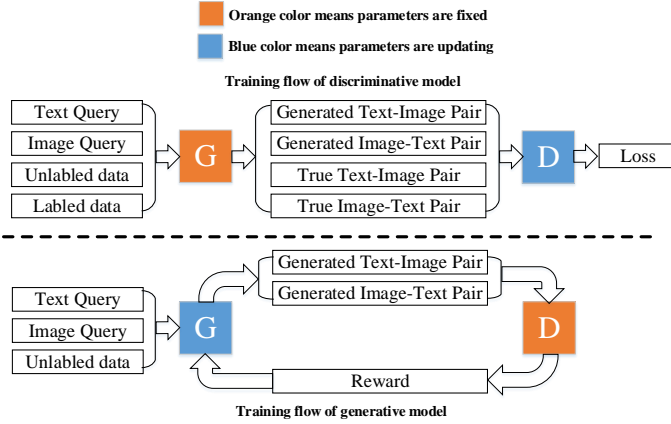 Orange color means parameters are fixed
Blue color means parameters are updating
Training flow of discriminative model
Text Query
Image Query
Unlabled data
Labled data
G
Generated Text-Image Pair
Generated Image-Text Pair
True Text-Image Pair
True Image-Text Pair
D
Loss
Text Query
Image Query
Unlabled data
G
Generated Text-Image Pair
Generated Image-Text Pair
D
Reward
Training flow of generative model